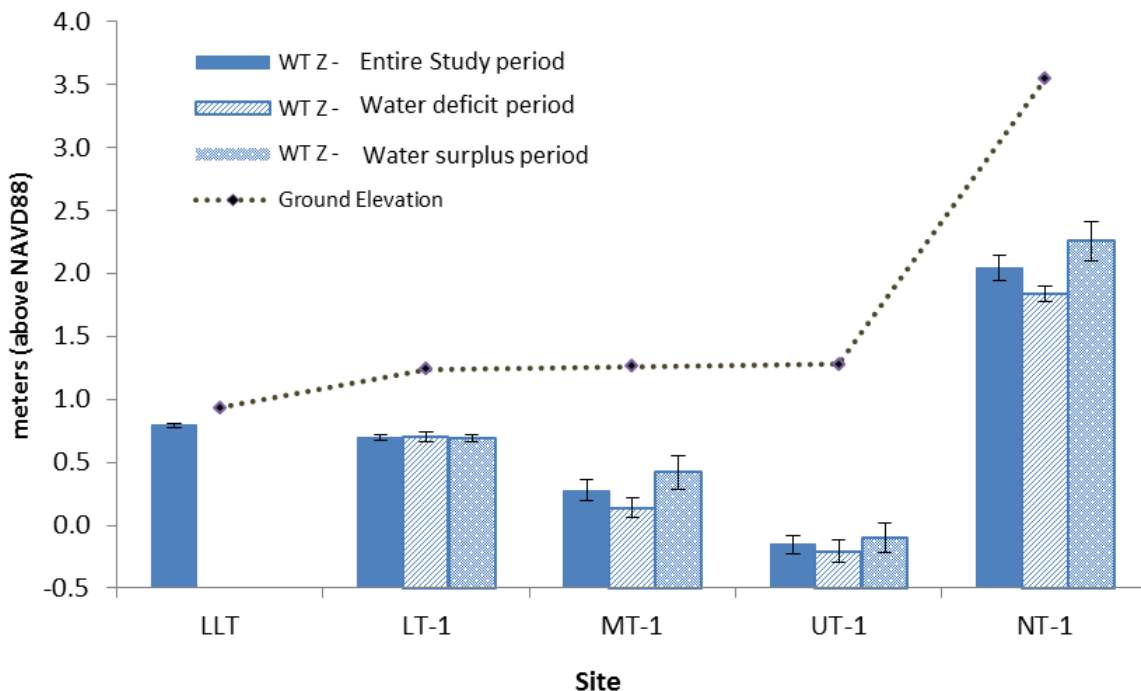 4.0
3.5
3.0
2.5
2.0
1.5
1.0
0.5
0.0
-0.5
meters (above NAVD88)
WT Z - Entire Study period
WT Z - Water deficit period
WT Z - Water surplus period
Ground Elevation
LLT LT-1 MT-1 UT-1 NT-1
Site